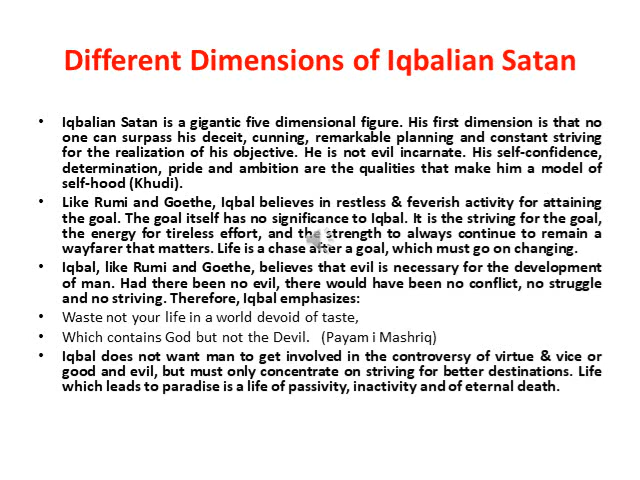 Different Dimensions of Iqbalian Satan
• Iqbalian Satan is a gigantic five dimensional figure. His first dimension is that no
one can surpass his deceit, cunning, remarkable planning and constant striving
for the realization of his objective. He is not evil incarnate. His self-confidence,
determination, pride and ambition are the qualities that make him a model of
self-hood (Khudi).
• Like Rumi and Goethe, Iqbal believes in restless & feverish activity for attaining
the goal. The goal itself has no significance to Iqbal. It is the striving for the goal,
the energy for tireless effort, and the strength to always continue to remain a
wayfarer that matters. Life is a chase after a goal, which must go on changing.
• Iqbal, like Rumi and Goethe, believes that evil is necessary for the development
of man. Had there been no evil, there would have been no conflict, no struggle
and no striving. Therefore, Iqbal emphasizes:
• Waste not your life in a world devoid of taste,
• Which contains God but not the Devil. (Payam i Mashriq)
• Iqbal does not want man to get involved in the controversy of virtue & vice or
good and evil, but must only concentrate on striving for better destinations. Life
which leads to paradise is a life of passivity, inactivity and of eternal death.